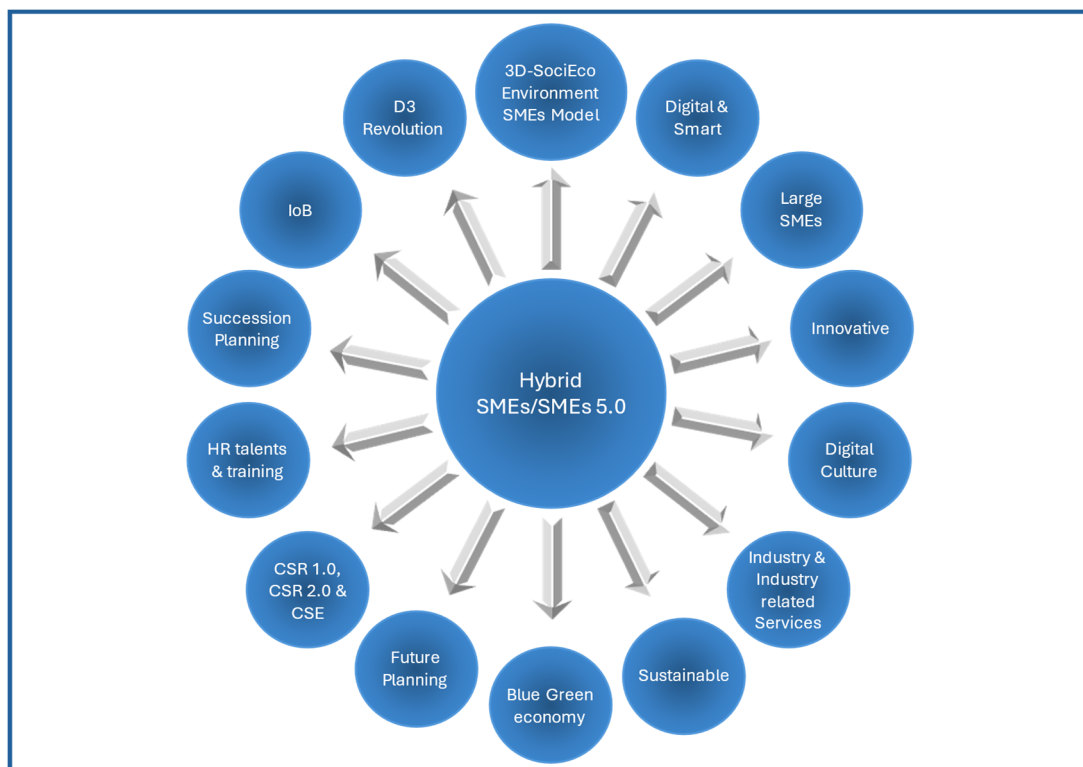 3D-SociEco
Environment
SMEs Model
Digital &
Smart
Large
SMEs
Innovative
Digital
Culture
Industry &
Industry
related
Services
Sustainable
Blue Green
economy
Future
Planning
CSR 1.0,
CSR 2.0 &
CSE
HR talents
& training
Succession
Planning
IoB
D3
Revolution
Hybrid
SMEs/SMEs 5.0